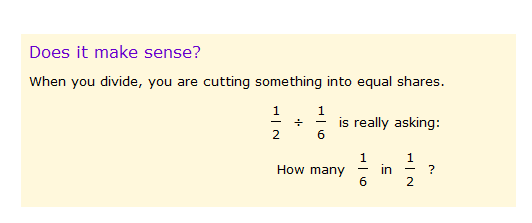 Does it make sense?
When you divide, you are cutting something into equal shares.
1/2 ÷ 1/6 is really asking:
How many 1/6 in 1/2 ?